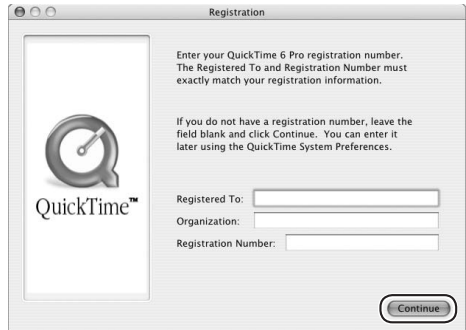 Registration
Enter your QuickTime 6 Pro registration number.
The Registered To and Registration Number must
exactly match your registration information.
If you do not have a registration number, leave the
field blank and click Continue.  You can enter it
later using the QuickTime System Preferences.
QuickTime™
Registered To:
Organization:
Registration Number:
Continue